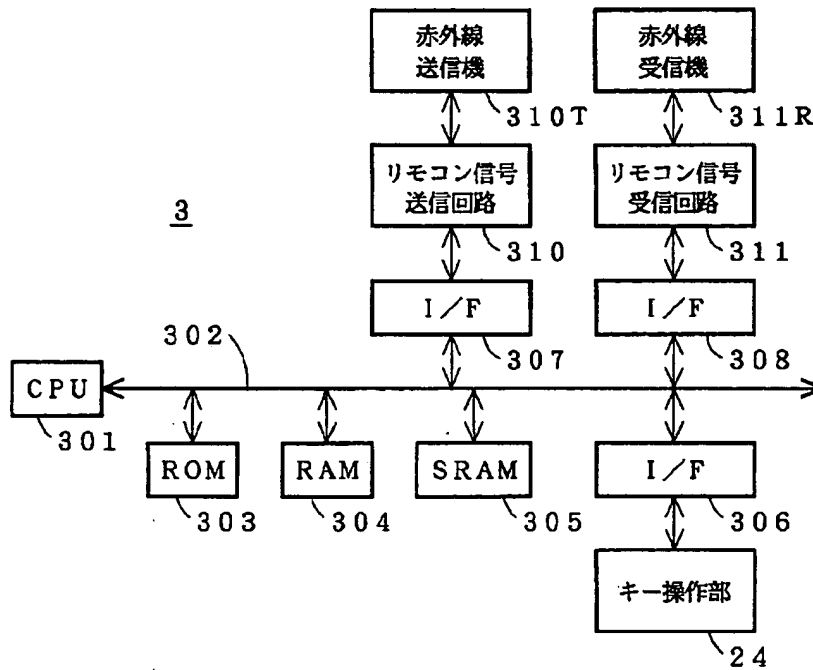 赤外線
送信機
310T
赤外線
受信機
311R
リモコン信号
送信回路
310
リモコン信号
受信回路
311
3
I/F
307
I/F
308
302
CPU
301
ROM
303
RAM
304
SRAM
305
I/F
306
キー操作部
24